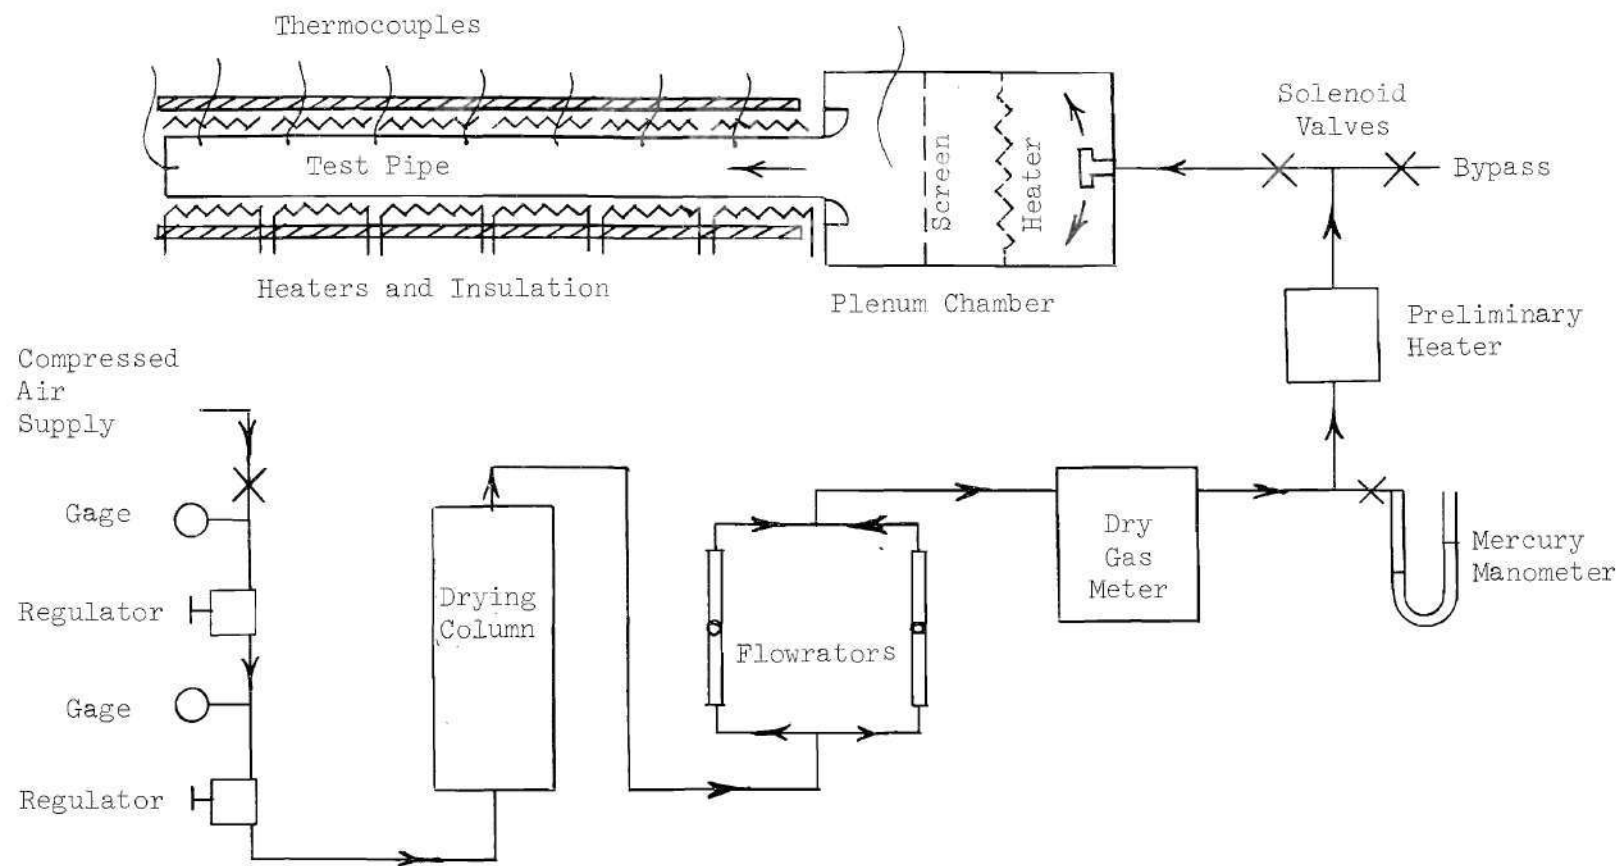 Thermocouples
Solenoid
Valves
Bypass
Test Pipe
Screen
Heater
Heaters and Insulation
Plenum Chamber
Preliminary
Heater
Compressed
Air
Supply
Gage
Regulator
Gage
Regulator
Drying
Column
Flowrators
Dry
Gas
Meter
Mercury
Manometer